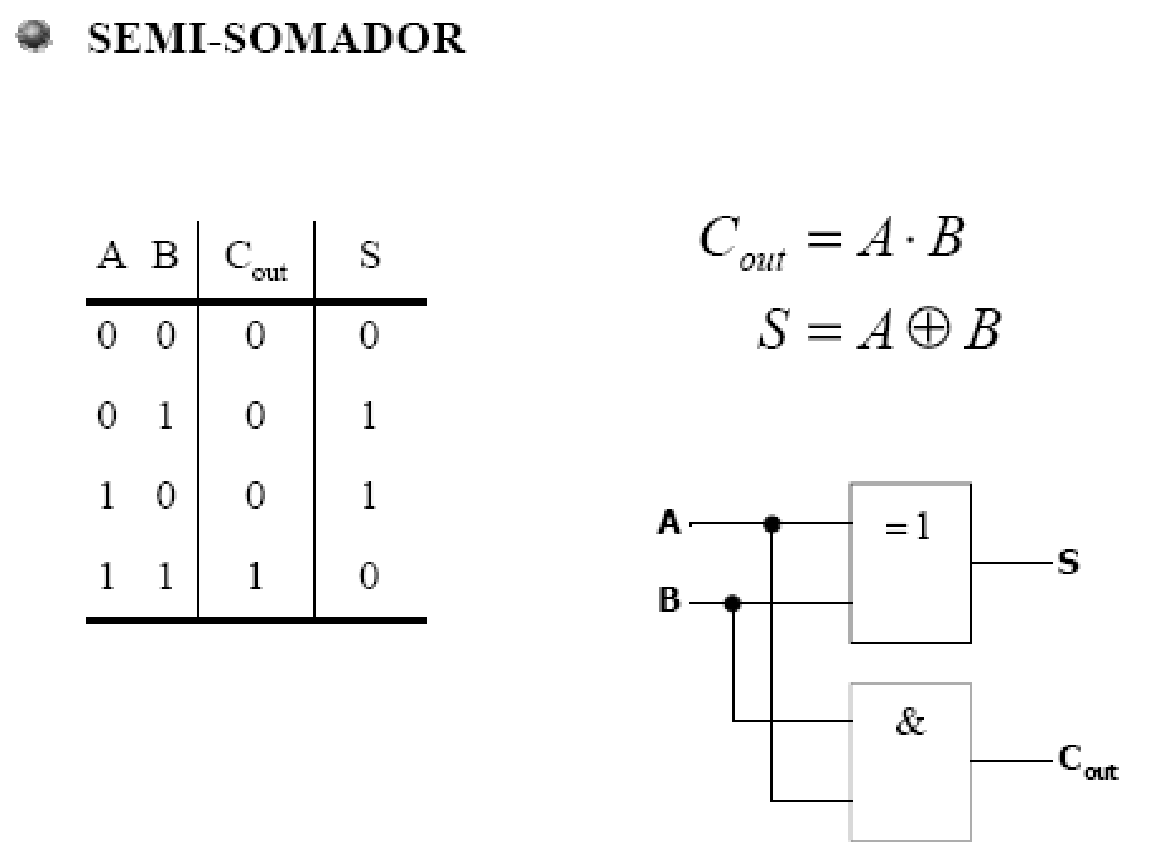 SEMI-SOMADOR
A B C_out S
0 0 0 0
0 1 0 1
1 0 0 1
1 1 1 0
C_out = A · B
S = A ⊕ B
A
B
= 1
S
&
C_out